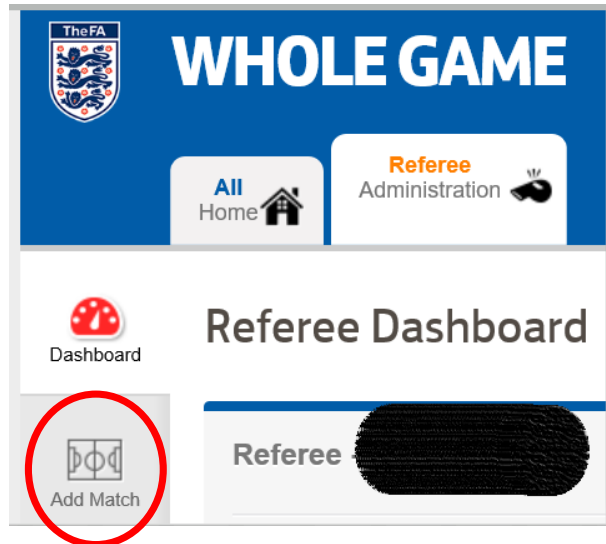 TheFA
WHOLE GAME
All
Home
Referee
Administration
Dashboard
Referee Dashboard
Add Match
Referee -